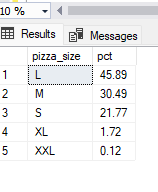 10 %
Results Messages
pizza_size pct
1 L 45.89
2 M 30.49
3 S 21.77
4 XL 1.72
5 XXL 0.12